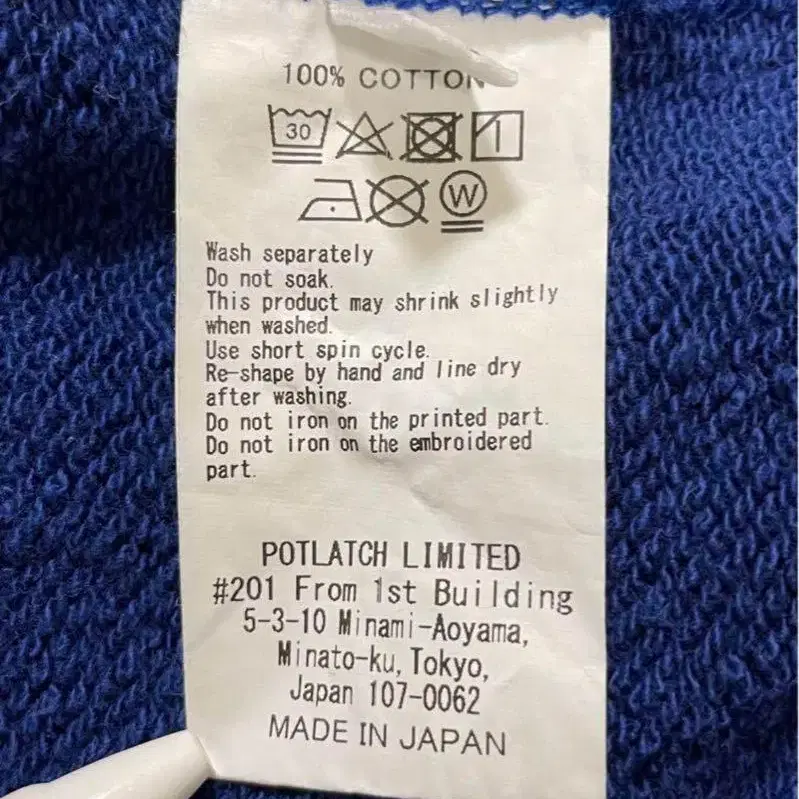 100% COTTON
30
W
Wash separately
Do not soak.
This product may shrink slightly
when washed.
Use short spin cycle.
Re-shape by hand and line dry
after washing.
Do not iron on the printed part.
Do not iron on the embroidered
part.
POTLATCH LIMITED
#201 From 1st Building
5-3-10 Minami-Aoyama,
Minato-ku, Tokyo,
Japan 107-0062
MADE IN JAPAN